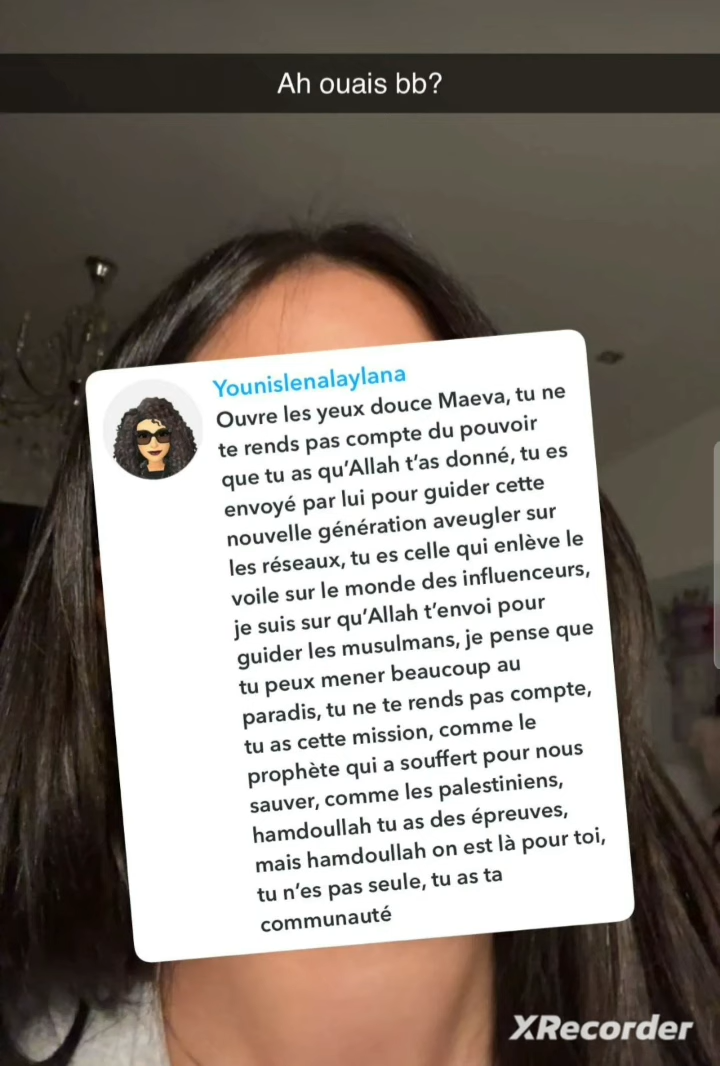 Ah ouais bb?
Younislenalaylana
Ouvre les yeux douce Maeva, tu ne
te rends pas compte du pouvoir
que tu as qu'Allah t'as donné, tu es
envoyé par lui pour guider cette
nouvelle génération aveugler sur
les réseaux, tu es celle qui enlève le
voile sur le monde des influenceurs,
je suis sur qu'Allah t'envoi pour
guider les musulmans, je pense que
tu peux mener beaucoup au
paradis, tu ne te rends pas compte,
tu as cette mission, comme le
prophète qui a souffert pour nous
sauver, comme les palestiniens,
hamdoullah tu as des épreuves,
mais hamdoullah on est là pour toi,
tu n'es pas seule, tu as ta
communauté
XRecorder